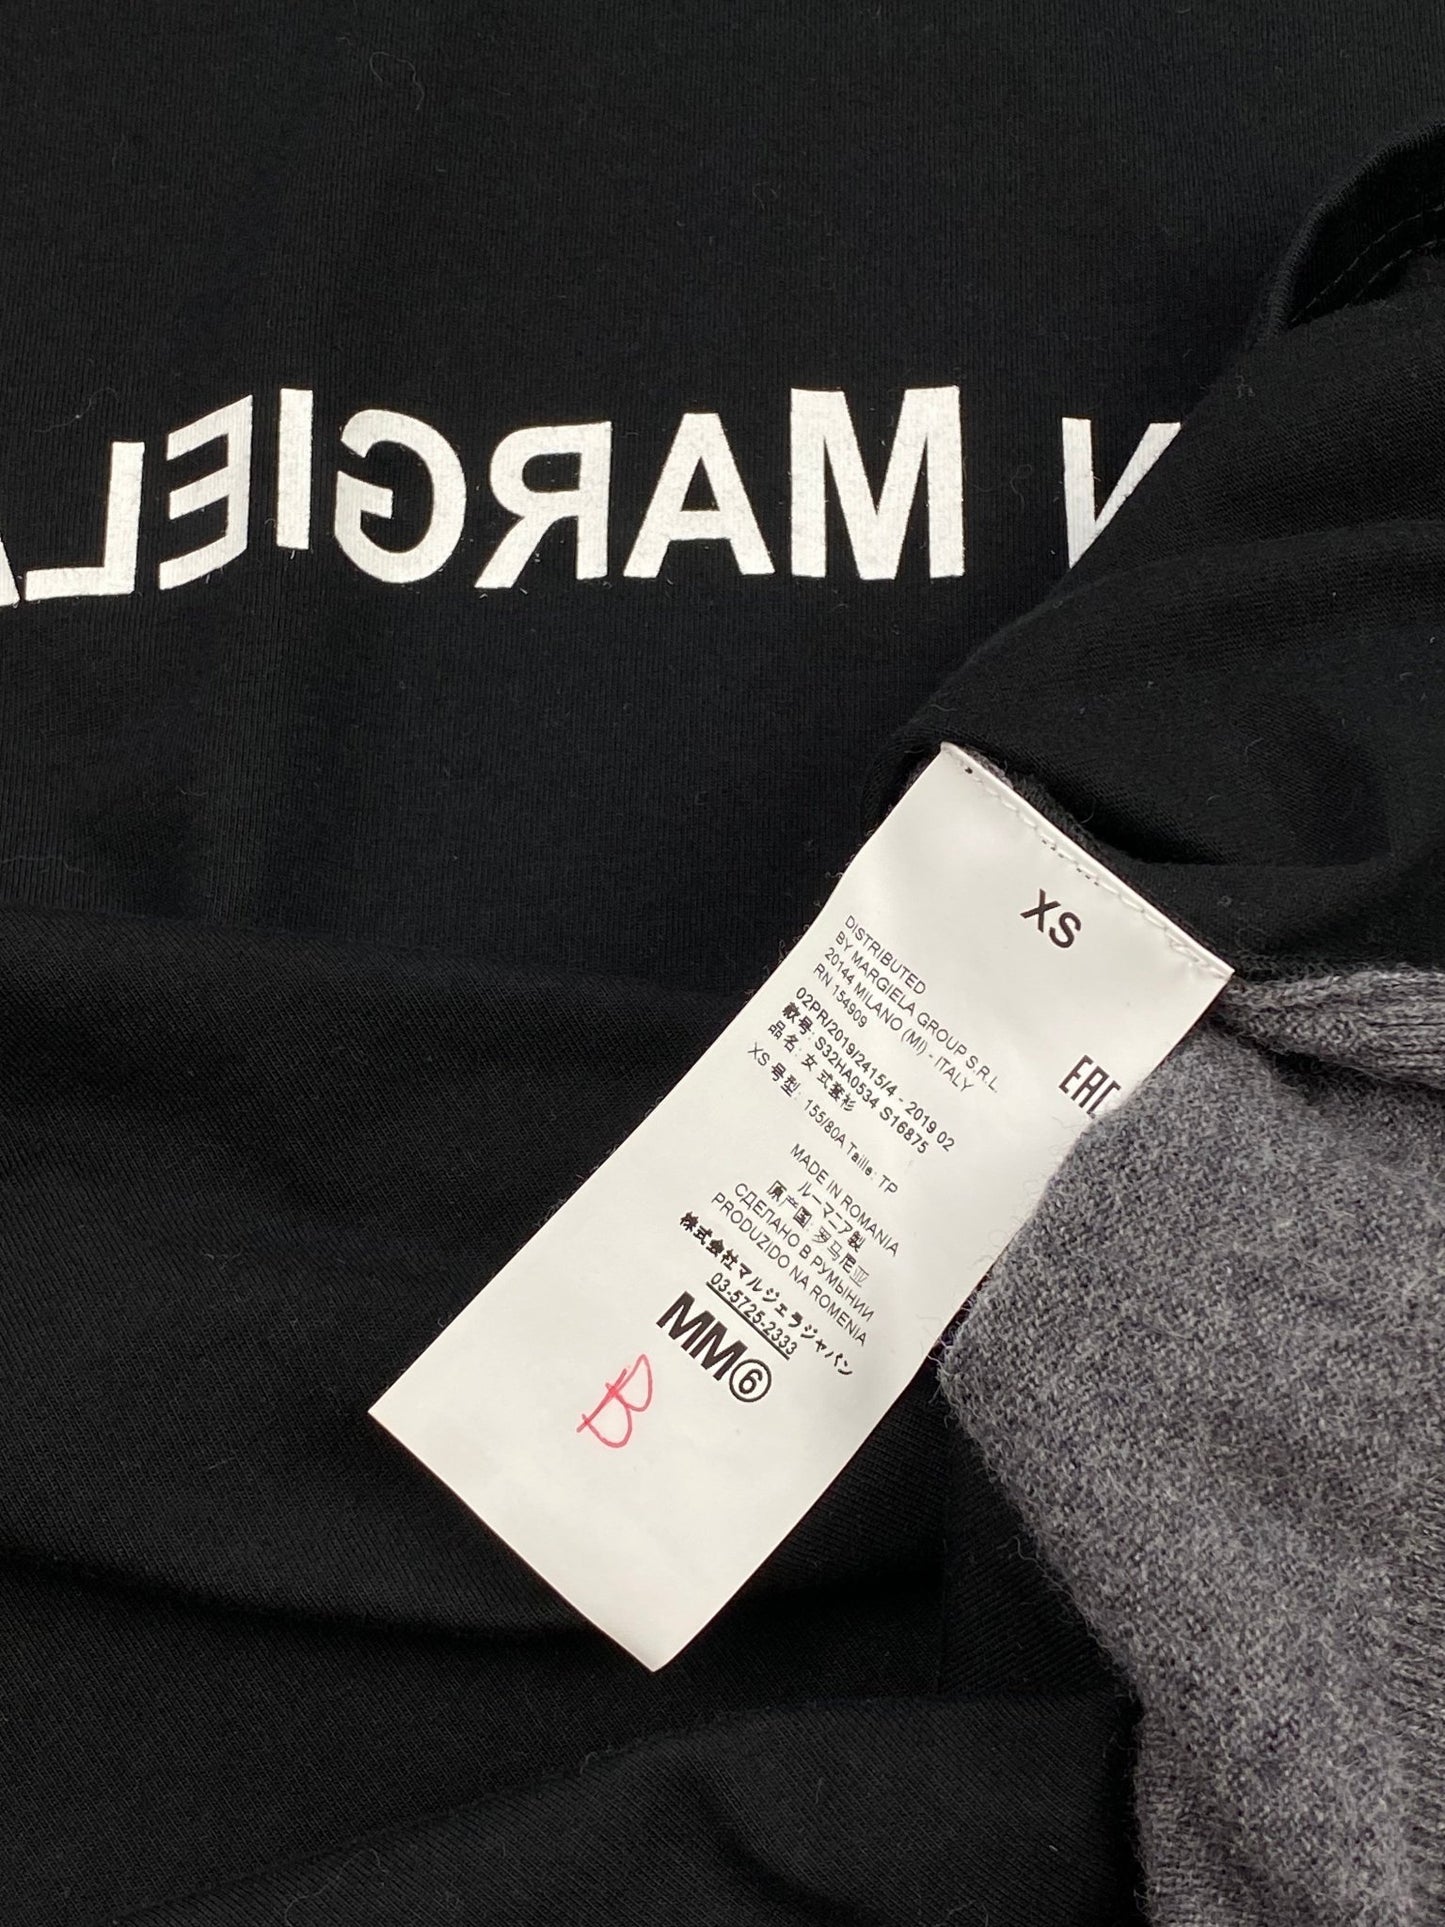 MARGIELA
XS
DISTRIBUTED
BY MARGIELA GROUP S.R.L.
20144 MILANO (MI) - ITALY
RN 154909
EAC
02PR/2019/2415/4 - 2019 02
款号: S32HA0534 S16875
品名: 女 式套衫
XS 号型: 155/80A Taille: TP
MADE IN ROMANIA
ルーマニア製
原产国: 罗马尼亚
СДЕЛАНО В РУМЫНИИ
PRODUZIDO NA ROMENIA
株式会社マルジェラジャパン
03-5725-2333
MM⑥
B